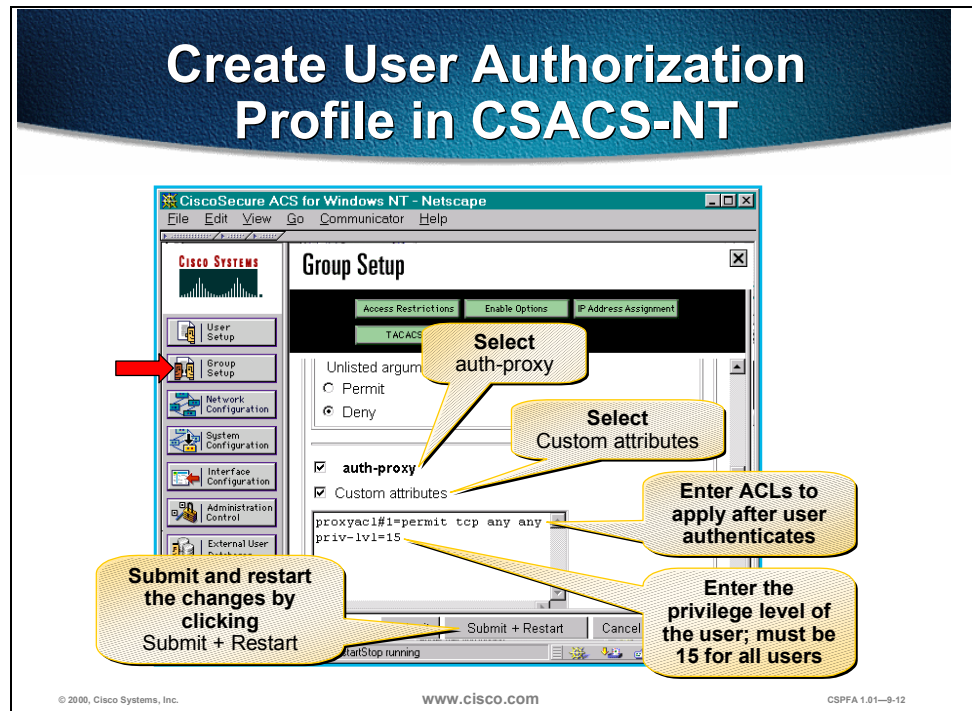 Create User Authorization
Profile in CSACS-NT
CiscoSecure ACS for Windows NT - Netscape
File Edit View Go Communicator Help
CISCO SYSTEMS
Group Setup
Access Restrictions
Enable Options
IP Address Assignment
TACACS
User
Setup
Group
Setup
Network
Configuration
System
Configuration
Interface
Configuration
Administration
Control
External User
Unlisted argum
Permit
Deny
auth-proxy
Custom attributes
proxyacl#1=permit tcp any any
priv-lvl=15
Select
auth-proxy
Select
Custom attributes
Enter ACLs to
apply after user
authenticates
Enter the
privilege level of
the user; must be
15 for all users
Submit and restart
the changes by
clicking
Submit + Restart
Submit + Restart
Cancel
tartStop running
© 2000, Cisco Systems, Inc.
www.cisco.com
CSPFA 1.01—9-12